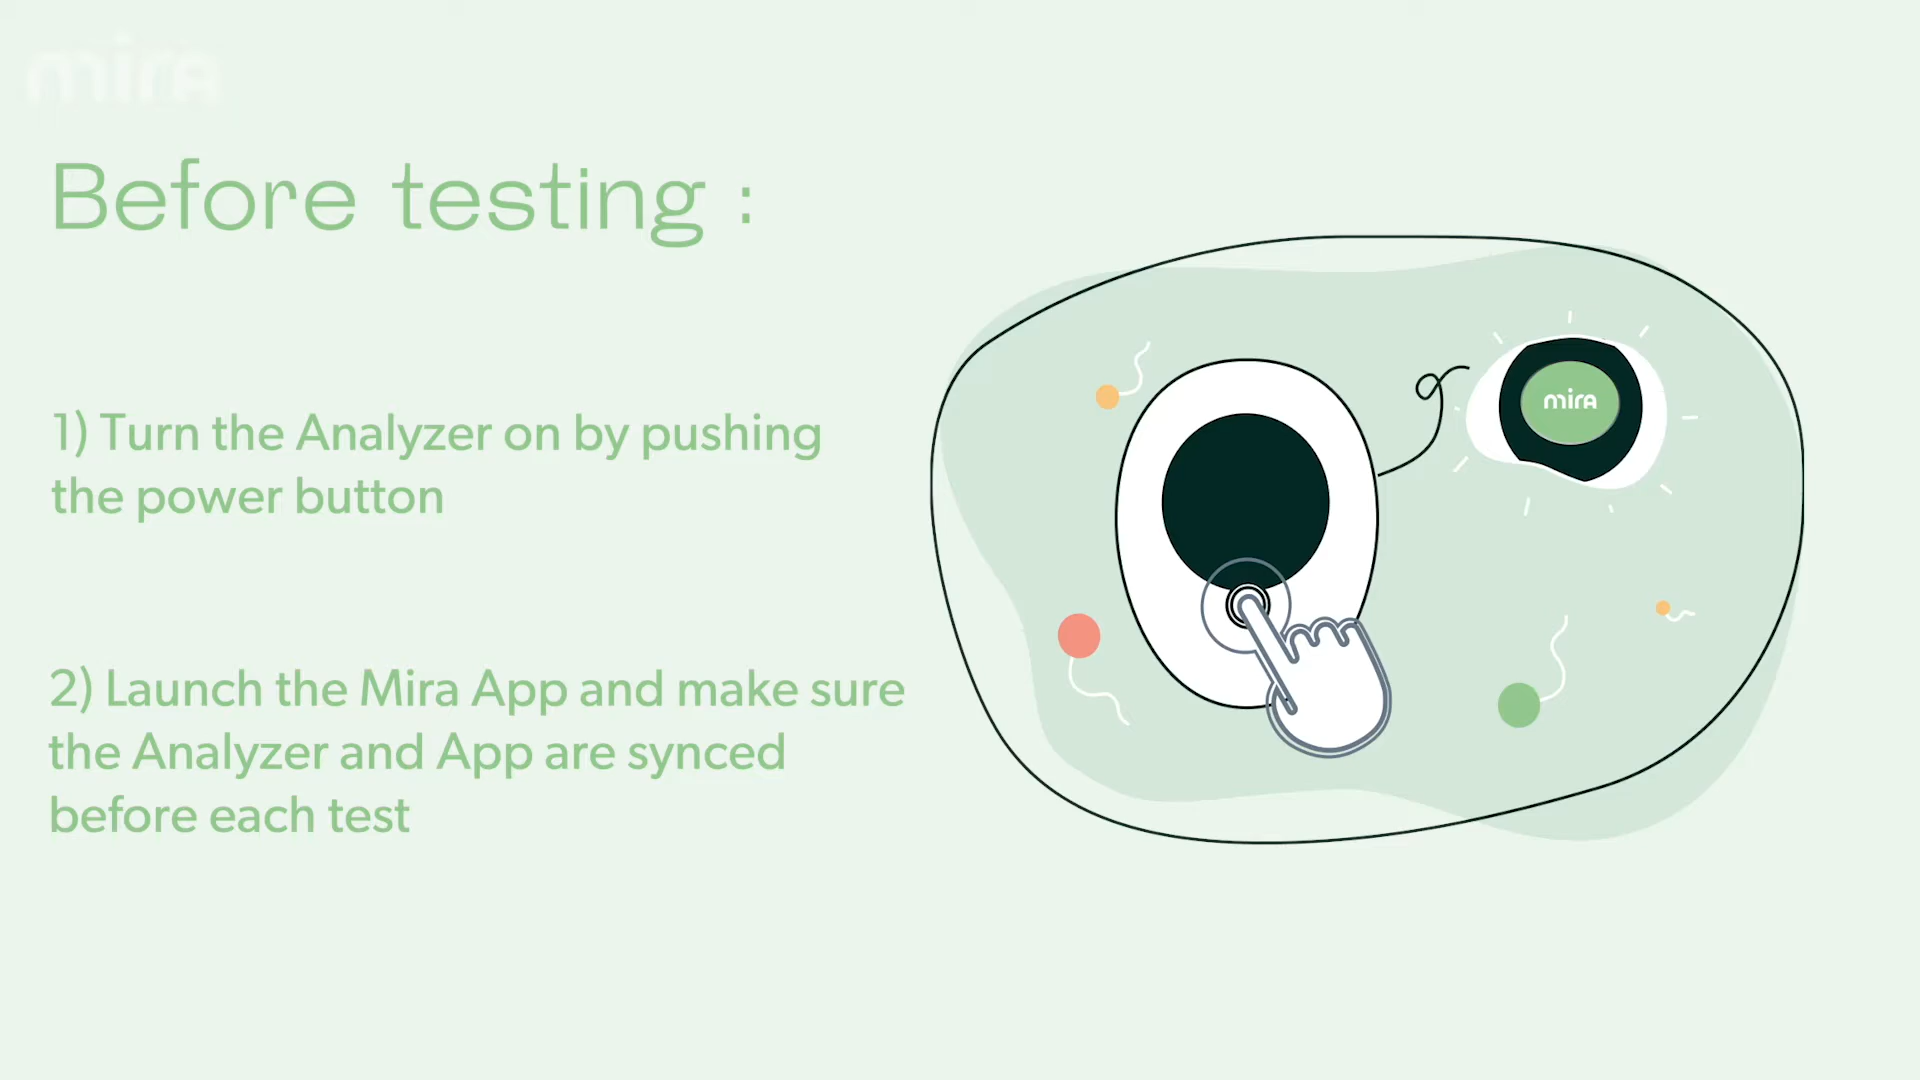 mira
Before testing :
mira
1) Turn the Analyzer on by pushing
the power button
2) Launch the Mira App and make sure
the Analyzer and App are synced
before each test